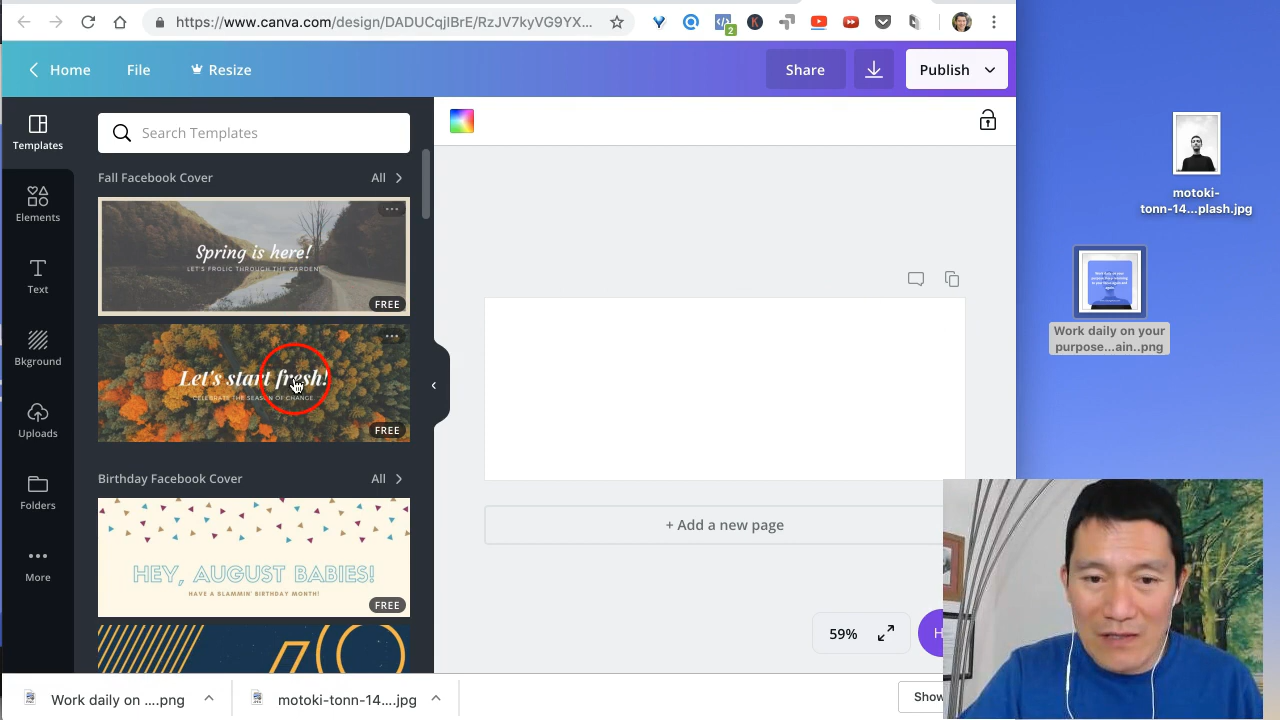 https://www.canva.com/design/DADUCqjlBrE/RzJV7kyVG9YX...
2
Home
File
Resize
Share
Publish
Templates
Elements
Text
Bkground
Uploads
Folders
More
Search Templates
Fall Facebook Cover
All
Spring is here!
LET'S FROLIC THROUGH THE GARDEN!
FREE
Let's start fresh!
CELEBRATE THE SEASON OF CHANGE.
FREE
Birthday Facebook Cover
All
HEY, AUGUST BABIES!
HAVE A SLAMMIN' BIRTHDAY MONTH!
FREE
+ Add a new page
59%
H
motoki-
tonn-14...plash.jpg
Work daily on your
purpose...ain..png
Work daily on ....png
motoki-tonn-14....jpg
Show